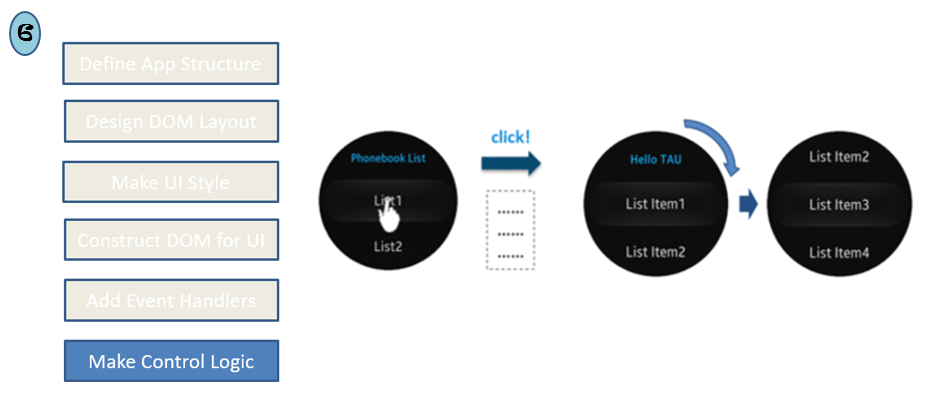 6
Define App Structure
Design DOM Layout
Make UI Style
Construct DOM for UI
Add Event Handlers
Make Control Logic
Phonebook List
List1
List2
click!
......
......
......
Hello TAU
List Item1
List Item2
List Item2
List Item3
List Item4